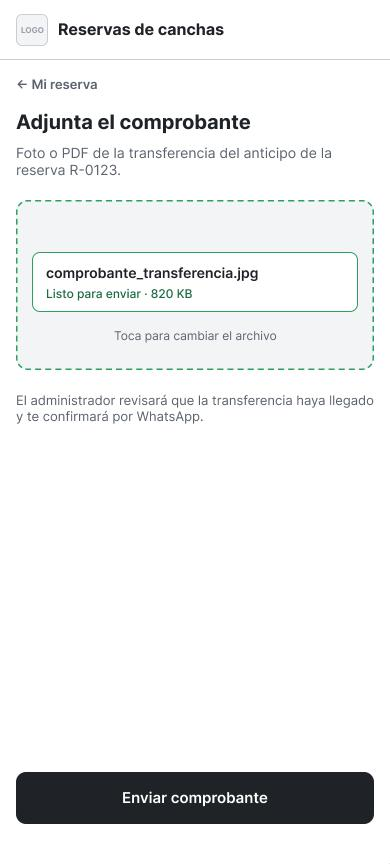 LOGO
Reservas de canchas
← Mi reserva
Adjunta el comprobante
Foto o PDF de la transferencia del anticipo de la
reserva R-0123.
comprobante_transferencia.jpg
Listo para enviar · 820 KB
Toca para cambiar el archivo
El administrador revisará que la transferencia haya llegado
y te confirmará por WhatsApp.
Enviar comprobante